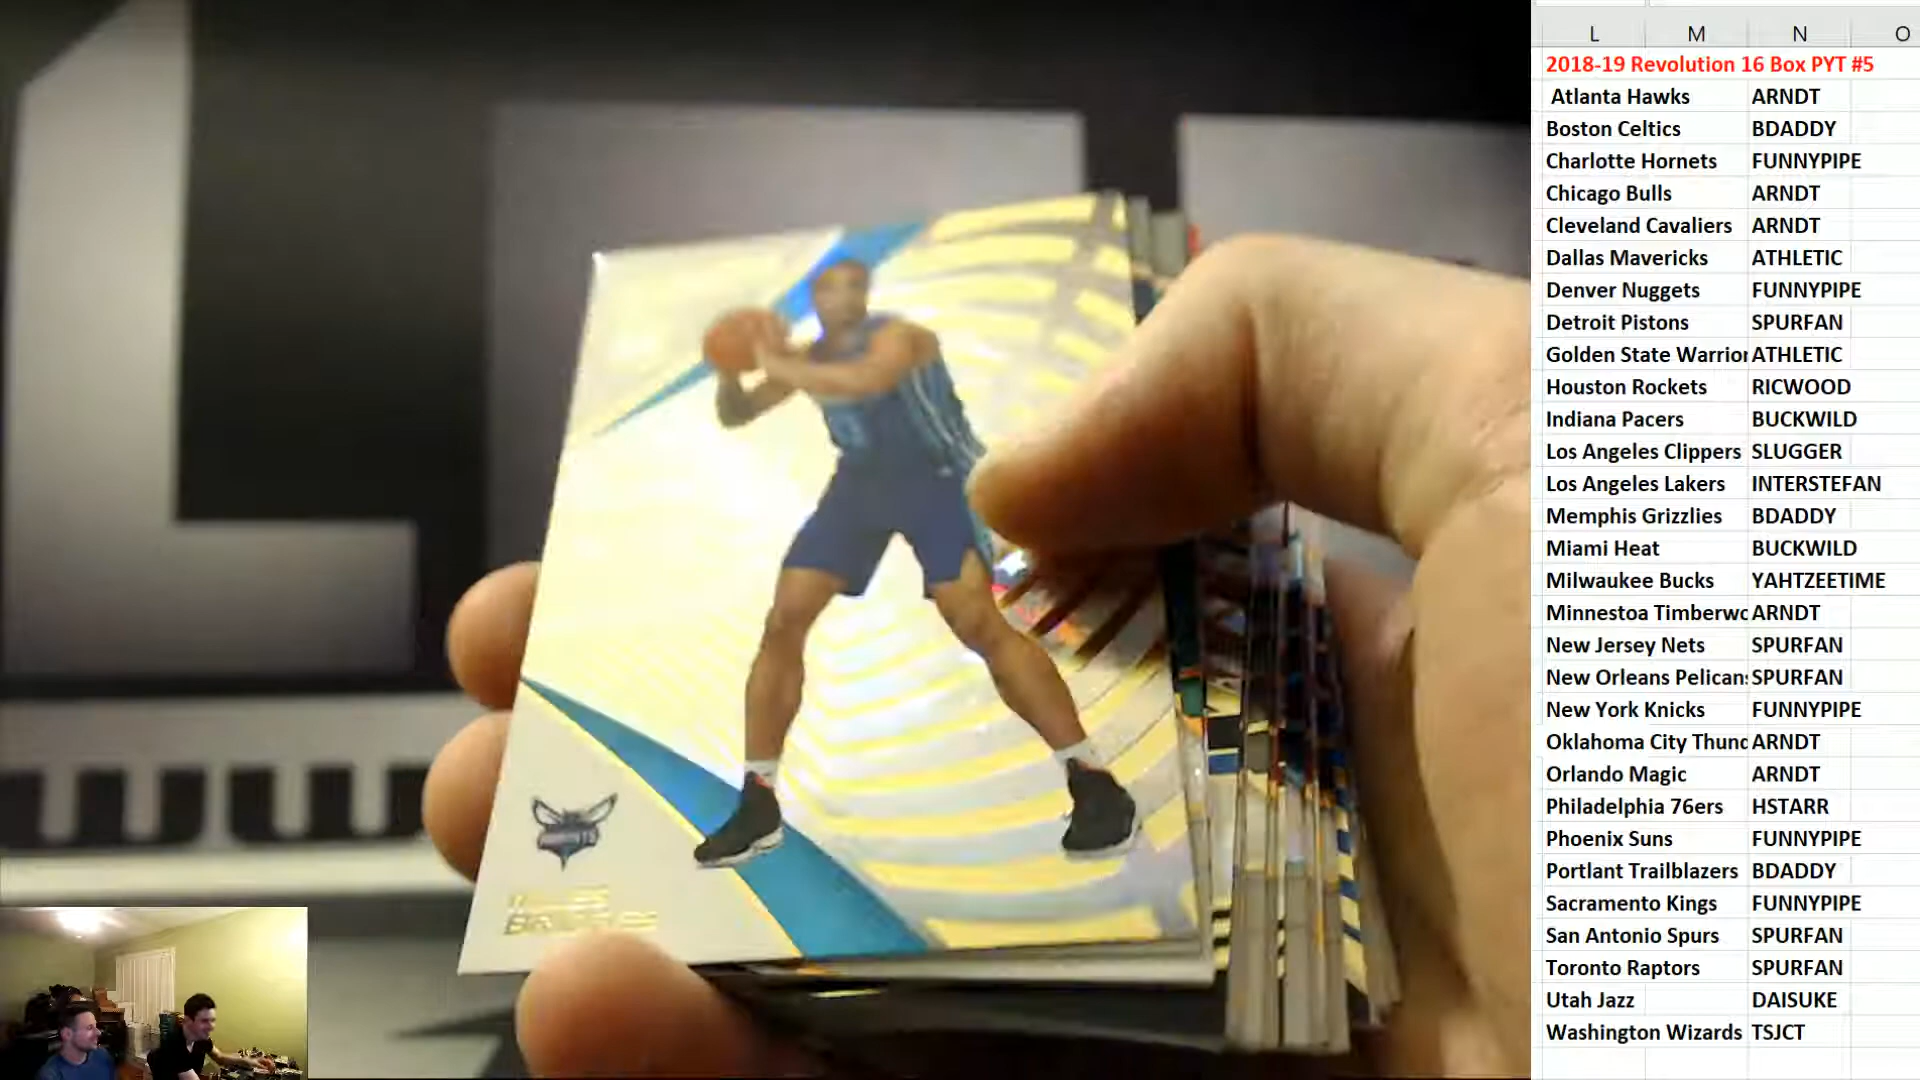 L M N O
2018-19 Revolution 16 Box PYT #5
Atlanta Hawks ARNDT
Boston Celtics BDADDY
Charlotte Hornets FUNNYPIPE
Chicago Bulls ARNDT
Cleveland Cavaliers ARNDT
Dallas Mavericks ATHLETIC
Denver Nuggets FUNNYPIPE
Detroit Pistons SPURFAN
Golden State Warrior ATHLETIC
Houston Rockets RICWOOD
Indiana Pacers BUCKWILD
Los Angeles Clippers SLUGGER
Los Angeles Lakers INTERSTEFAN
Memphis Grizzlies BDADDY
Miami Heat BUCKWILD
Milwaukee Bucks YAHTZEETIME
Minnestoa Timberwo ARNDT
New Jersey Nets SPURFAN
New Orleans Pelicans SPURFAN
New York Knicks FUNNYPIPE
Oklahoma City Thund ARNDT
Orlando Magic ARNDT
Philadelphia 76ers HSTARR
Phoenix Suns FUNNYPIPE
Portlant Trailblazers BDADDY
Sacramento Kings FUNNYPIPE
San Antonio Spurs SPURFAN
Toronto Raptors SPURFAN
Utah Jazz DAISUKE
Washington Wizards TSJCT